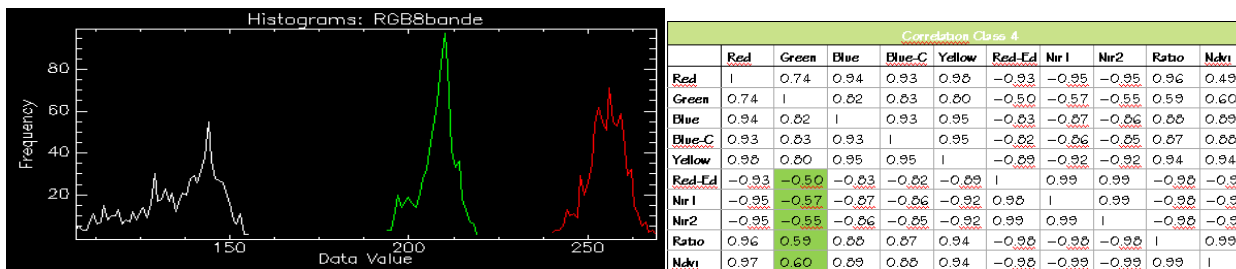 Histograms: RGB8bande
Frequency
80
60
40
20
150
200
250
Data Value
Correlation Class 4
Red Green Blue Blue-C Yellow Red-Ed Nir1 Nir2 Ratio Ndvi
Red 1 0.74 0.94 0.93 0.98 -0.93 -0.95 -0.95 0.96 0.49
Green 0.74 1 0.82 0.83 0.80 -0.50 -0.57 -0.55 0.59 0.60
Blue 0.94 0.82 1 0.93 0.95 -0.83 -0.87 -0.86 0.88 0.89
Blue-C 0.93 0.83 0.93 1 0.95 -0.82 -0.86 -0.85 0.87 0.88
Yellow 0.98 0.80 0.95 0.95 1 -0.89 -0.92 -0.92 0.94 0.94
Red-Ed -0.93 -0.50 -0.83 -0.82 -0.89 1 0.99 0.99 -0.98
Nir1 -0.95 -0.57 -0.87 -0.86 -0.92 0.98 1 0.99 -0.98
Nir2 -0.95 -0.55 -0.86 -0.85 -0.92 0.99 0.99 1 -0.98
Ratio 0.96 0.59 0.88 0.87 0.94 -0.98 -0.98 -0.98 1 0.99
Ndvi 0.97 0.60 0.89 0.88 0.94 -0.98 -0.99 -0.99 0.99 1